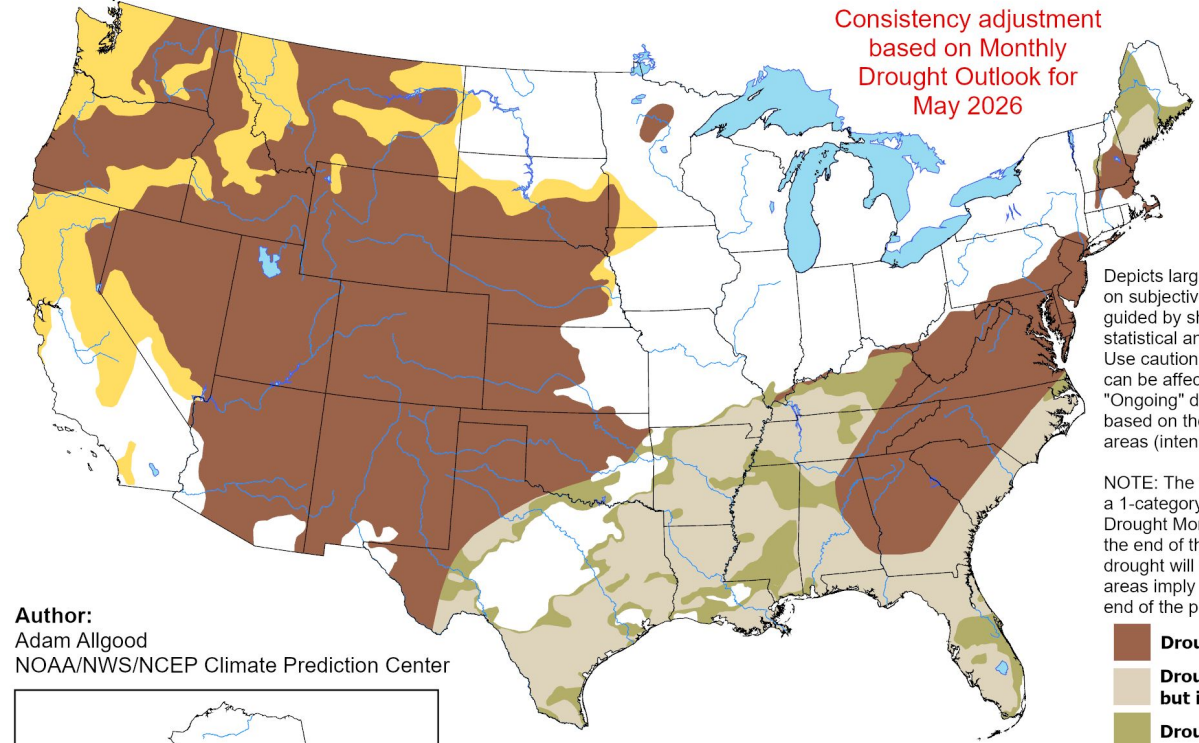 Consistency adjustment
based on Monthly
Drought Outlook for
May 2026
Depicts larg
on subjectiv
guided by sh
statistical an
Use caution
can be affec
"Ongoing" d
based on the
areas (inten
NOTE: The
a 1-category
Drought Mon
the end of th
drought will
areas imply
end of the p
Author:
Adam Allgood
NOAA/NWS/NCEP Climate Prediction Center
Drou
Drou
but i
Drou